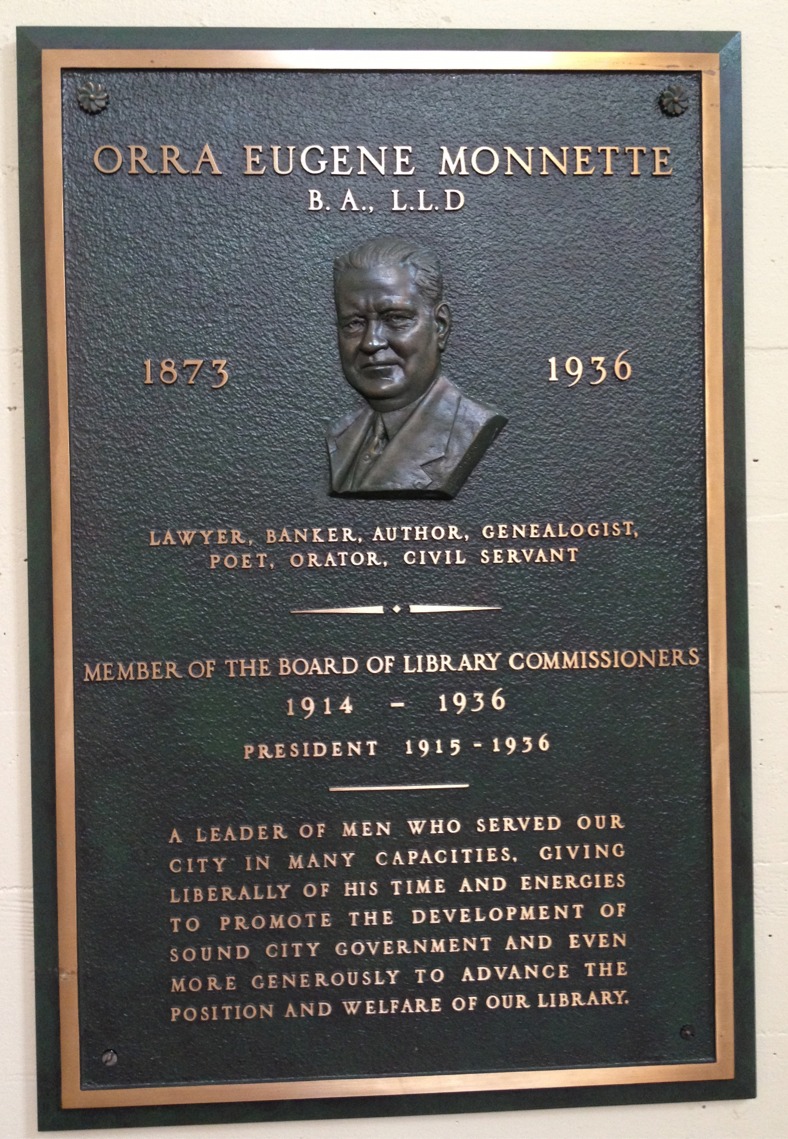 ORRA EUGENE MONNETTE
B. A., L.L.D
1873 1936
LAWYER, BANKER, AUTHOR, GENEALOGIST,
POET, ORATOR, CIVIL SERVANT
MEMBER OF THE BOARD OF LIBRARY COMMISSIONERS
1914 - 1936
PRESIDENT 1915-1936
A LEADER OF MEN WHO SERVED OUR
CITY IN MANY CAPACITIES, GIVING
LIBERALLY OF HIS TIME AND ENERGIES
TO PROMOTE THE DEVELOPMENT OF
SOUND CITY GOVERNMENT AND EVEN
MORE GENEROUSLY TO ADVANCE THE
POSITION AND WELFARE OF OUR LIBRARY.